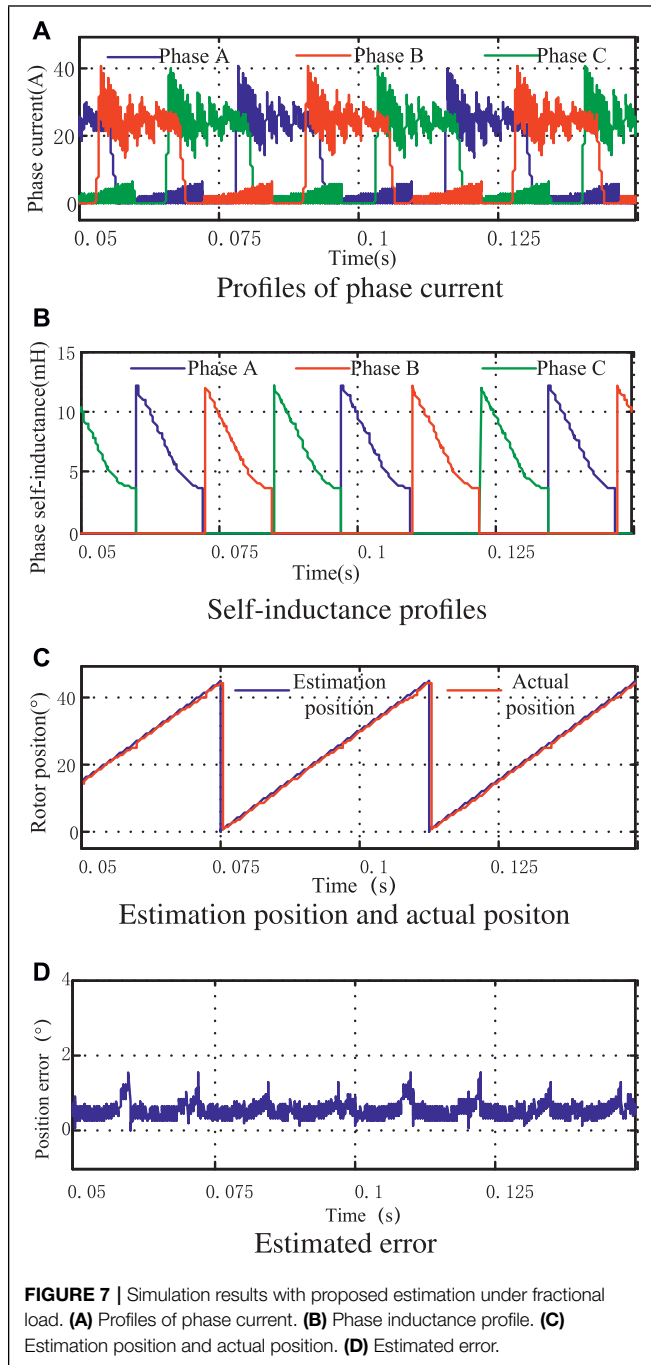 A
Phase A Phase B Phase C
Phase current(A)
40
20
0
0.05 0.075 0.1 0.125
Time(s)
Profiles of phase current
B
Phase A Phase B Phase C
Phase self-inductance(mH)
15
10
5
0
0.05 0.075 0.1 0.125
Time(s)
Self-inductance profiles
C
Estimation position
Actual position
Rotor positon(°)
40
20
0
0.05 0.075 0.1 0.125
Time (s)
Estimation position and actual positon
D
Position error (°)
4
2
0
0.05 0.075 0.1 0.125
Time (s)
Estimated error
FIGURE 7 | Simulation results with proposed estimation under fractional
load. (A) Profiles of phase current. (B) Phase inductance profile. (C)
Estimation position and actual position. (D) Estimated error.